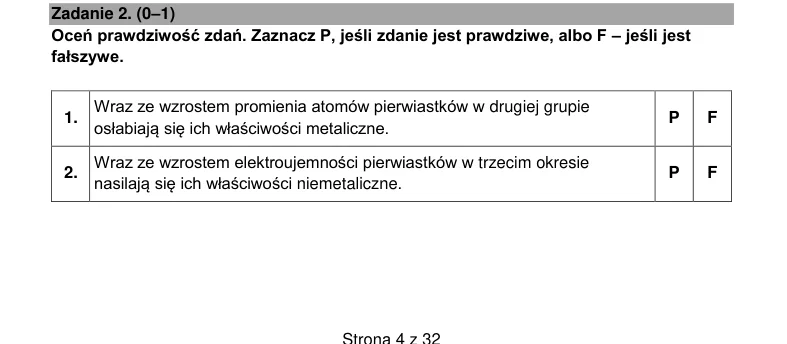 Zadanie 2. (0–1)
Oceń prawdziwość zdań. Zaznacz P, jeśli zdanie jest prawdziwe, albo F – jeśli jest
fałszywe.
1. Wraz ze wzrostem promienia atomów pierwiastków w drugiej grupie
osłabiają się ich właściwości metaliczne. P F
2. Wraz ze wzrostem elektroujemności pierwiastków w trzecim okresie
nasilają się ich właściwości niemetaliczne. P F
Strona 4 z 32